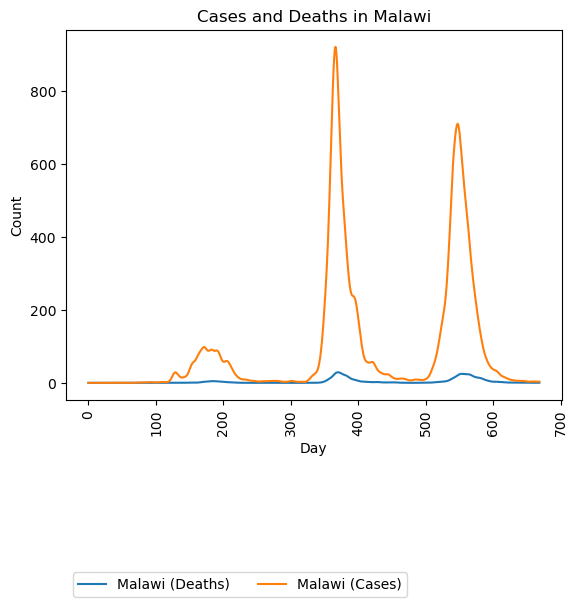 Cases and Deaths in Malawi
800
600
400
200
0
Count
0 100 200 300 400 500 600 700
Day
Malawi (Deaths) Malawi (Cases)